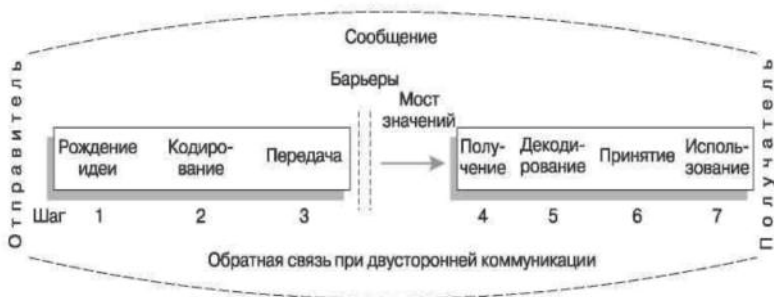 Сообщение
Отправитель
Барьеры
Мост
значений
Рождение
идеи
Кодиро-
вание
Передача
Полу-
чение
Декоди-
рование
Принятие
Исполь-
зование
Шаг 1 2 3 4 5 6 7
Получатель
Обратная связь при двусторонней коммуникации